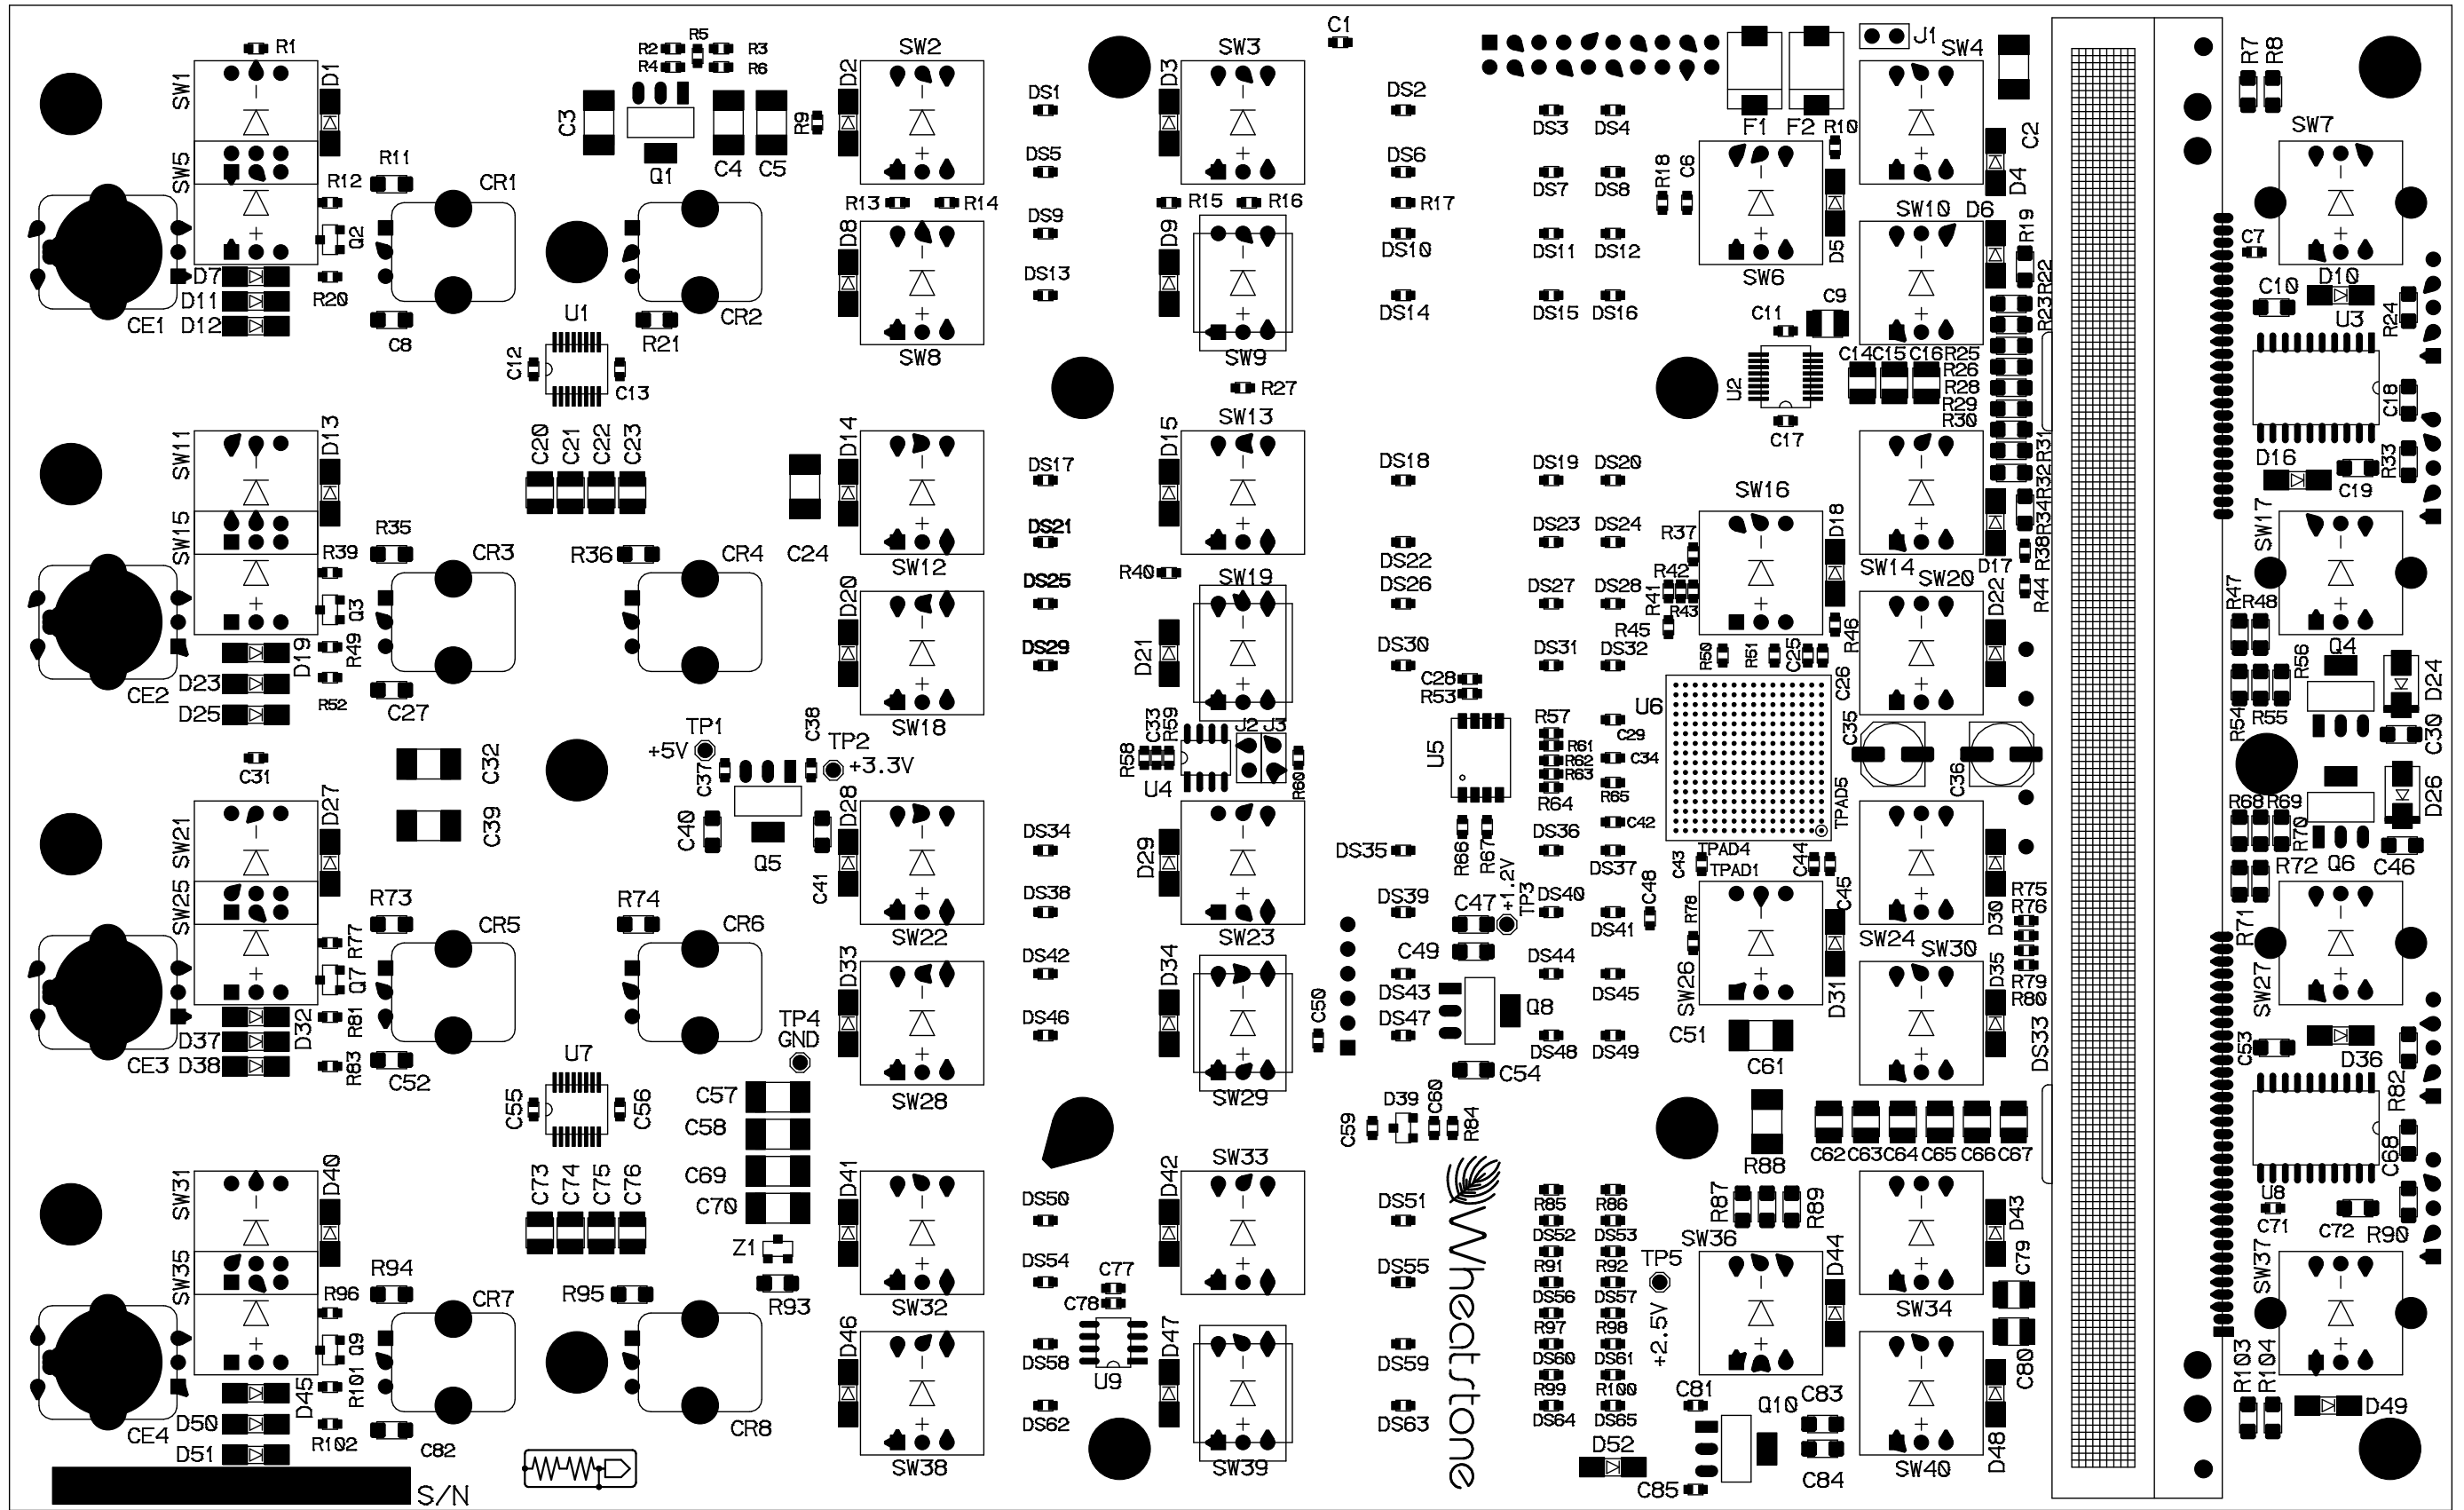 R1
SW1
D1
R2
R5
R3
R4
R6
SW2
D2
SW3
D3
C1
J1
SW4
R7
R8
SW5
C3
Q1
C4
C5
R9
DS1
DS2
DS3
DS4
F1
F2
R10
C2
SW7
R11
R12
CR1
DS5
DS6
DS7
DS8
R18
C6
D4
Q2
R13
R14
R15
R16
R17
SW10
D6
R19
D7
D11
D12
R20
CE1
C8
D8
DS9
D9
DS10
DS11
DS12
SW6
D5
C7
D10
U1
R21
CR2
DS13
DS14
DS15
DS16
C11
C9
R22
R23
C10
U3
R24
C12
C13
SW8
SW9
R27
U2
C14
C15
C16
R25
R26
R28
R29
R30
C17
C18
SW11
D13
C20
C21
C22
C23
D14
D15
SW13
DS17
DS18
DS19
DS20
R31
R32
D16
C19
R33
SW15
R35
R39
CR3
R36
CR4
C24
SW12
DS21
DS22
DS23
DS24
SW16
R37
D18
SW14
D17
R34
R38
SW17
Q3
R40
SW19
DS25
DS26
DS27
DS28
R42
R41
R43
R45
SW20
D22
R44
R47
R48
D19
R49
D20
D21
DS29
DS30
DS31
DS32
R50
R51
C25
R46
R56
Q4
D24
CE2
D23
D25
R52
C27
SW18
C28
R53
U6
C26
R54
R55
C30
C31
C32
TP1
+5V
C37
C38
TP2
+3.3V
R58
C33
R59
J2
J3
U4
R60
U5
R57
R61
R62
R63
R64
C29
C34
R65
C35
C36
TPAD5
D26
SW21
D27
C39
C40
Q5
C41
D28
D29
DS34
DS35
R66
R67
DS36
C42
DS37
TPAD4
TPAD1
C43
C44
C45
R68
R69
R70
R72
Q6
C46
SW25
R73
R77
CR5
R74
CR6
SW22
SW23
DS38
DS39
C47
+1.2V
TP3
DS40
DS41
C48
R78
SW24
D30
R75
R76
R71
Q7
D33
D34
DS42
DS43
C49
DS44
DS45
SW26
D31
SW30
D35
R79
R80
SW27
CE3
D37
D38
D32
R81
R83
C52
U7
TP4
GND
DS46
DS47
C50
Q8
DS48
DS49
C51
C61
DS33
C53
D36
R82
C55
C56
C57
C58
SW28
SW29
C54
C59
D39
C60
R84
R88
C62
C63
C64
C65
C66
C67
C68
SW31
D40
C73
C74
C75
C76
C69
C70
D41
D42
SW33
DS50
DS51
R85
R86
R87
R89
D43
U8
C71
C72
R90
SW35
Z1
R93
DS52
DS53
SW36
R94
R96
CR7
R95
SW32
DS54
C77
C78
DS55
Wheatstone
R91
R92
DS56
DS57
TP5
+2.5V
D44
SW34
C79
SW37
Q9
D46
D47
DS58
U9
DS59
R97
R98
DS60
DS61
C80
R103
R104
CE4
D45
D50
D51
R101
R102
C82
CR8
DS62
DS63
R99
R100
DS64
DS65
C81
Q10
C83
C84
D48
D49
SW38
SW39
D52
C85
SW40
S/N